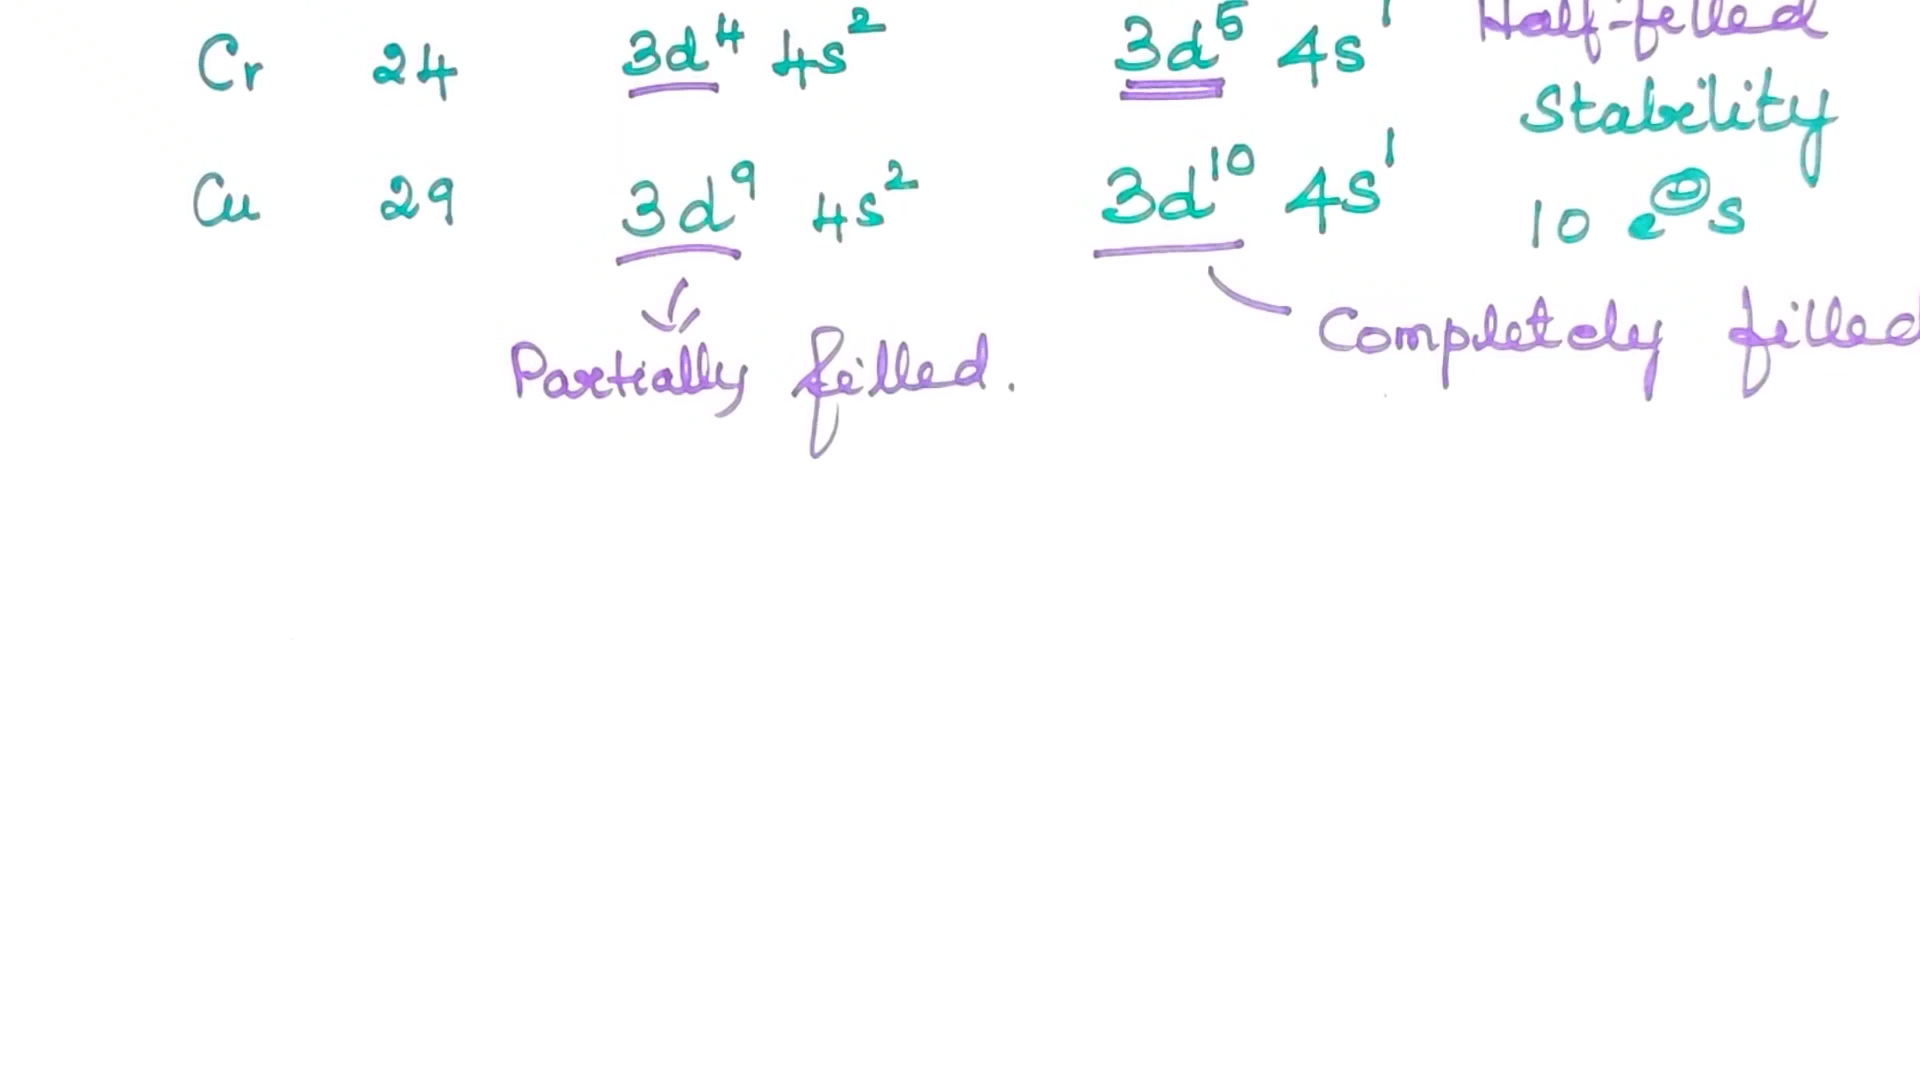 Cr 24 3d⁴ 4s² 3d⁵ 4s¹ Half-filled
Stability
Cu 29 3d⁹ 4s² 3d¹⁰ 4s¹ 10 e⊖s
Partially filled.
Completely filled